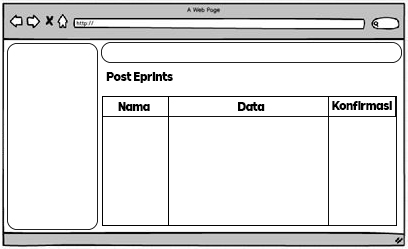 A Web Page
http://
Post Eprints
Nama Data Konfirmasi